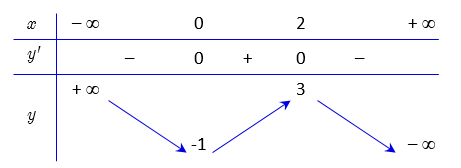 x −∞ 0 2 +∞
y′ − 0 + 0 −
+∞ 3
y
-1 −∞